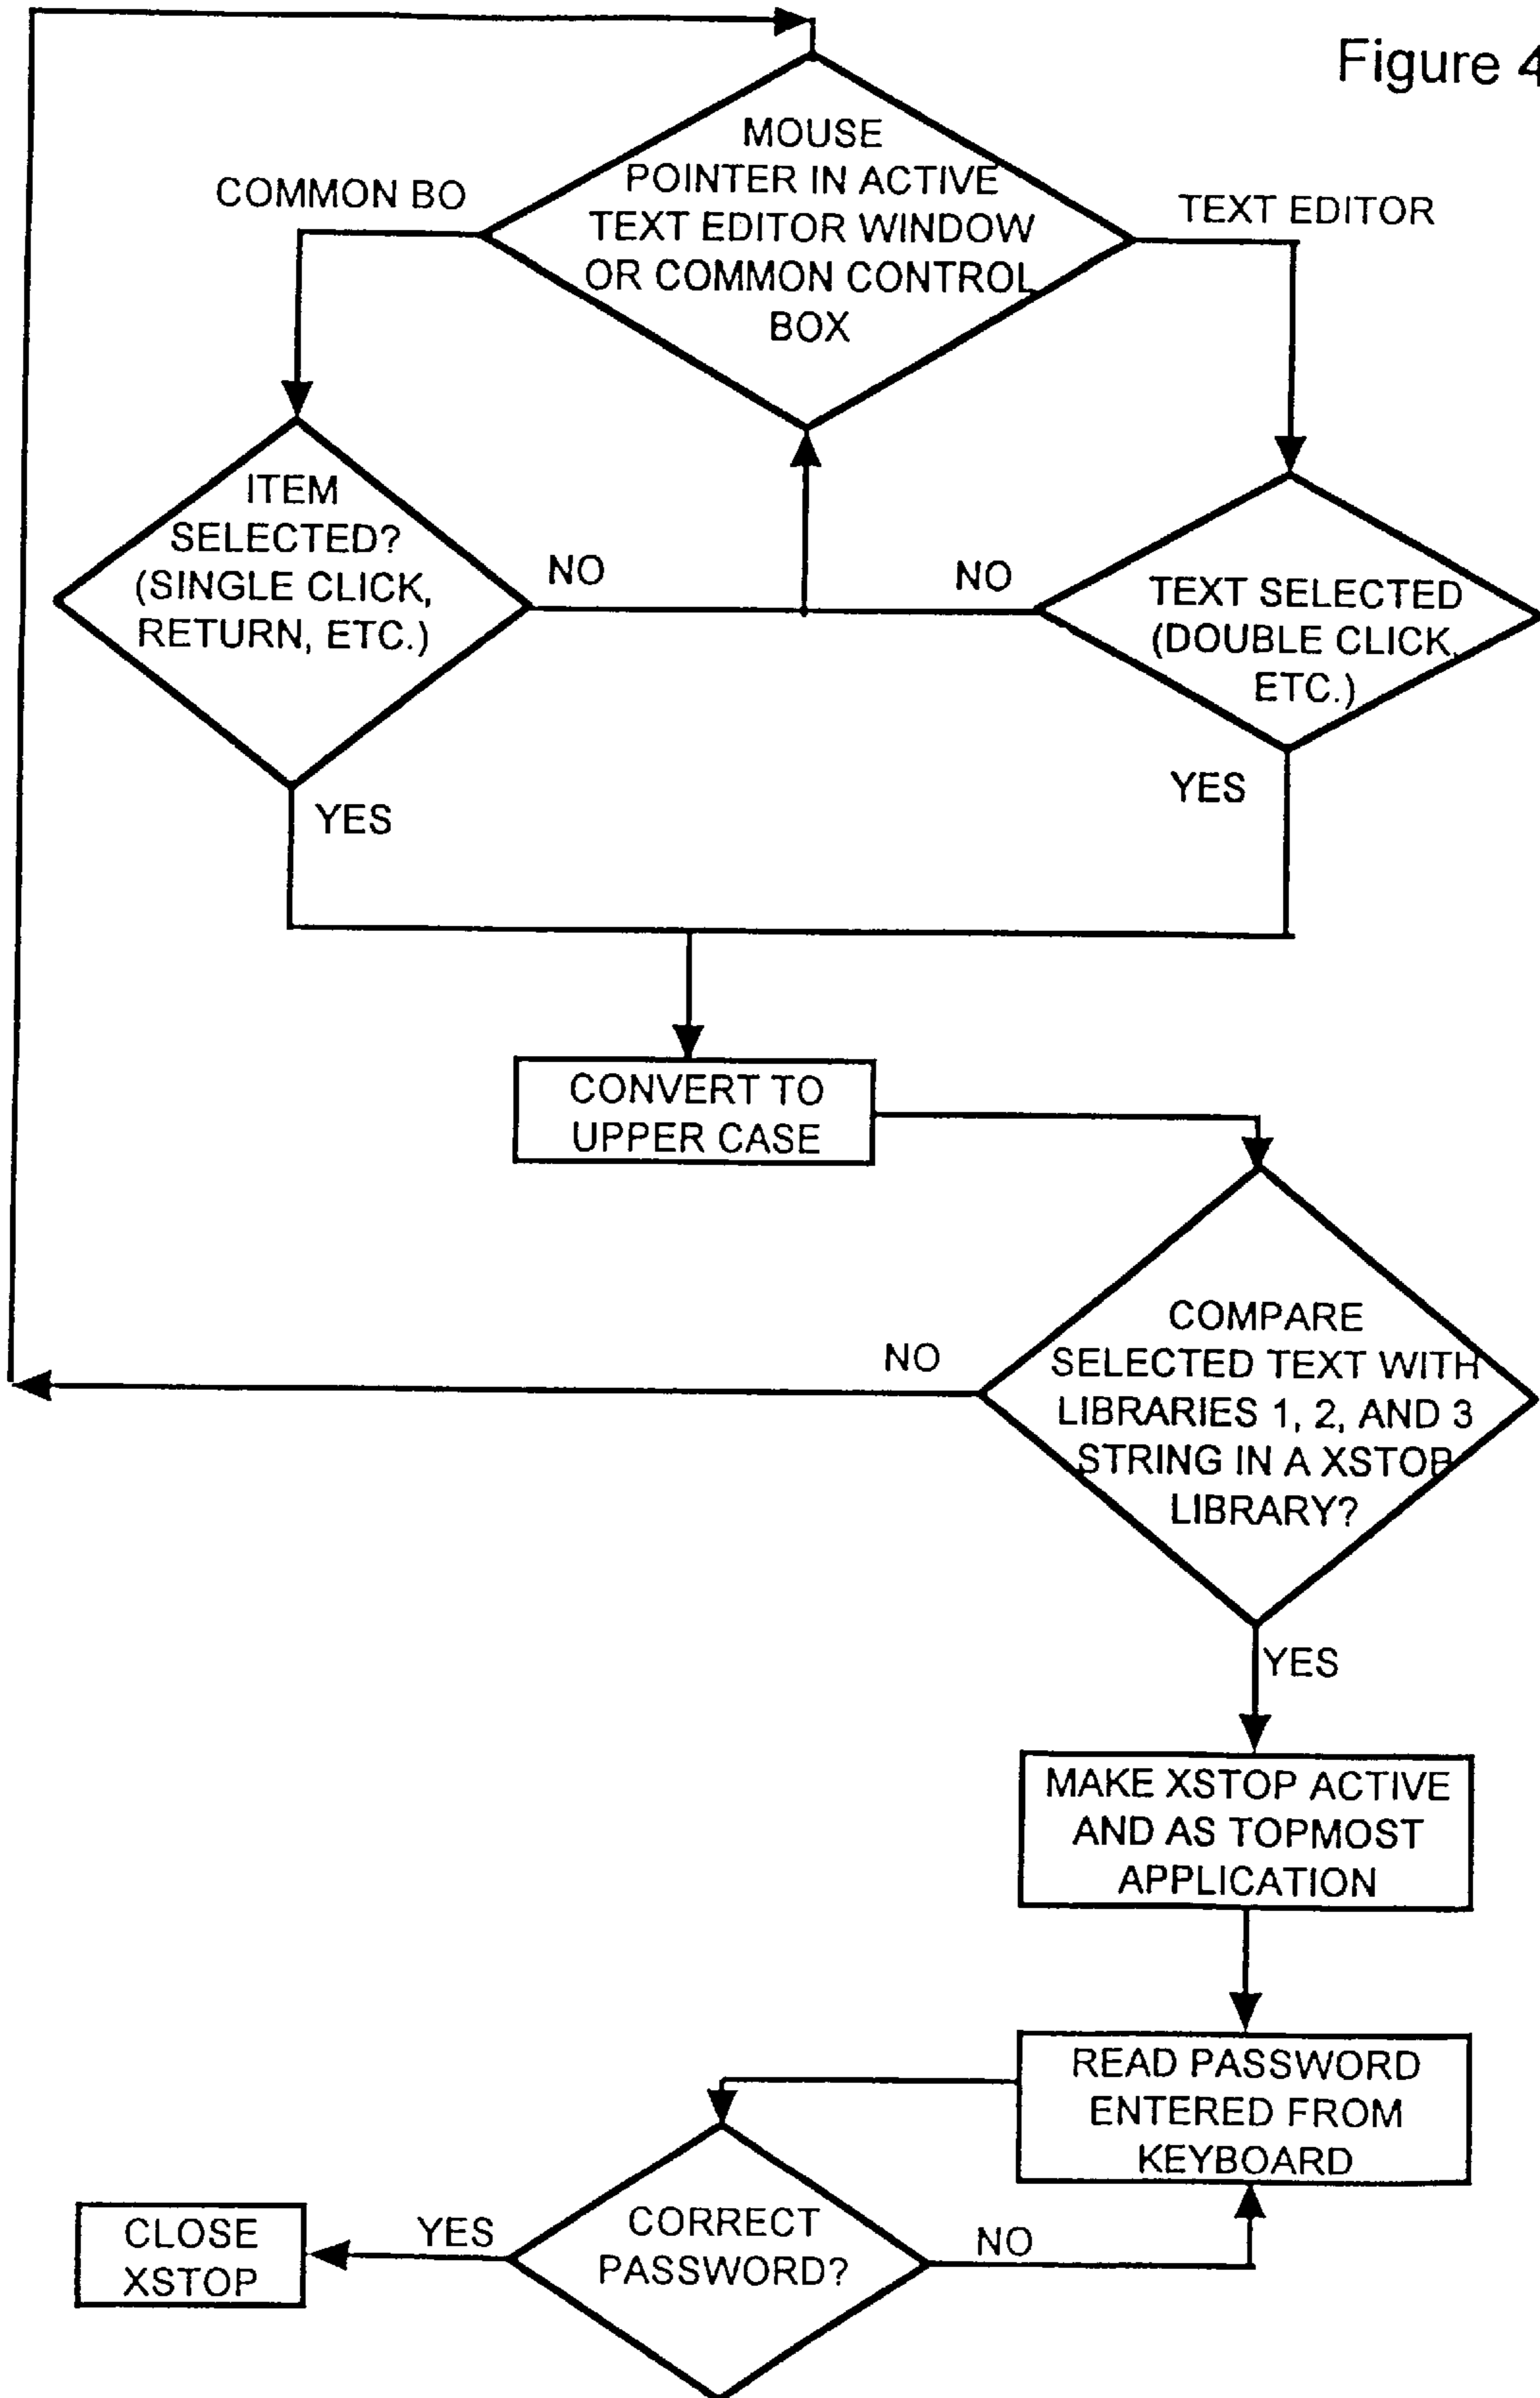 Figure 4
MOUSE
POINTER IN ACTIVE
TEXT EDITOR WINDOW
OR COMMON CONTROL
BOX
COMMON BO
TEXT EDITOR
ITEM
SELECTED?
(SINGLE CLICK,
RETURN, ETC.)
NO
NO
TEXT SELECTED
(DOUBLE CLICK,
ETC.)
YES
YES
CONVERT TO
UPPER CASE
COMPARE
SELECTED TEXT WITH
LIBRARIES 1, 2, AND 3
STRING IN A XSTOP
LIBRARY?
NO
YES
MAKE XSTOP ACTIVE
AND AS TOPMOST
APPLICATION
READ PASSWORD
ENTERED FROM
KEYBOARD
CORRECT
PASSWORD?
YES
NO
CLOSE
XSTOP